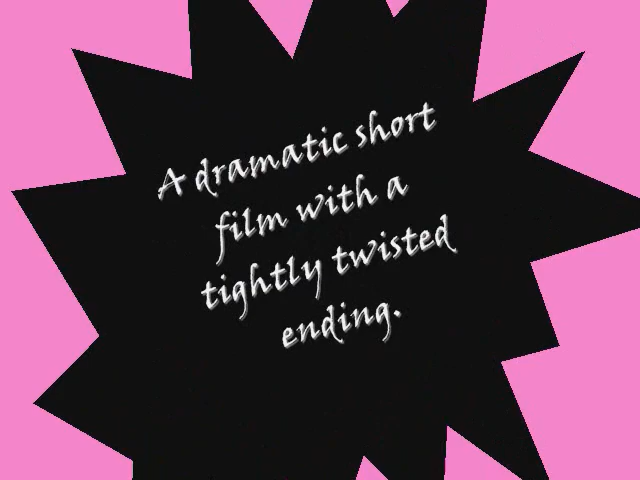 A dramatic short
film with a
tightly twisted
ending.